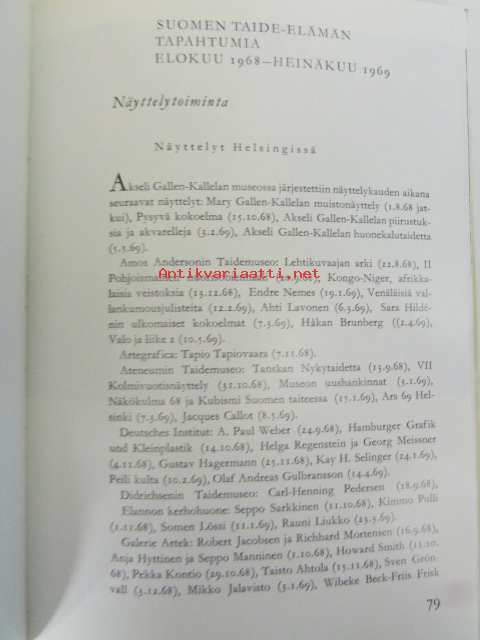 SUOMEN TAIDE-ELÄMÄN
TAPAHTUMIA
ELOKUU 1968–HEINÄKUU 1969
Näyttelytoiminta
Näyttelyt Helsingissä
Akseli Gallen-Kallelan museossa järjestettiin näyttelykauden aikana
seuraavat näyttelyt: Mary Gallen-Kallelan muistonäyttely (1.8.68 jat-
kui), Pysyvä kokoelma (15.10.68), Akseli Gallen-Kallelan piirustuk-
sia ja akvarelleja (3.2.69), Akseli Gallen-Kallelan huonekalutaidetta
(5.5.69).
Amos Andersonin Taidemuseo: Lehtikuvaajan arki (22.8.68), II
Pohjoismainen
Antikvariaatti.net
Kongo-Niger, afrikka-
laisia veistoksia (13.12.68), Endre Nemes (19.1.69), Venäläisiä val-
lankumousjulisteita (12.2.69), Ahti Lavonen (6.3.69), Sara Hildé-
nin ulkomaiset kokoelmat (7.3.69), Håkan Brunberg ((2.4.69),
Valo ja liike 2 (10.5.69).
Artegrafica: Tapio Tapiovaara (7.11.68).
Ateneumin Taidemuseo: Tanskan Nykytaidetta (13.9.68), VII
Kolmivuotisnäyttely (31.10.68), Museon uushankinnat (3.1.69),
Näkökulma 68 ja Kubismi Suomen taiteessa (15.1.69), Ars 69 Hel-
sinki (7.3.69), Jacques Callot (8.5.69).
Deutsches Institut: A. Paul Weber (24.9.68), Hamburger Grafik
und Kleinplastik (14.10.68), Helga Regenstein ja Georg Meissner
(4.11.68), Gustav Hagermann (25.11.68), Kay H. Selinger (24.1.69),
Peili kulta (10.2.69), Olaf Andreas Gulbransson (14.4.69).
Didrichsenin Taidemuseo: Carl-Henning Pedersen (18.9.68),
Elannon kerhohuone: Seppo Sarkkinen (11.10.68), Kimmo Pulli
(1.11.68), Somen Lössi (11.1.69), Rauni Liukko (23.5.69).
Galerie Artek: Robert Jacobsen ja Richhard Mortensen (16.9.68),
Anja Hyttinen ja Seppo Manninen (1.10.68), Howard Smith (11.10.
68), Pekka Kontio (29.10.68), Taisto Ahtola (15.11.68), Sven Grön-
vall (3.12.68), Mikko Jalavisto (3.1.69), Wibeke Beck-Friis Frisk
79